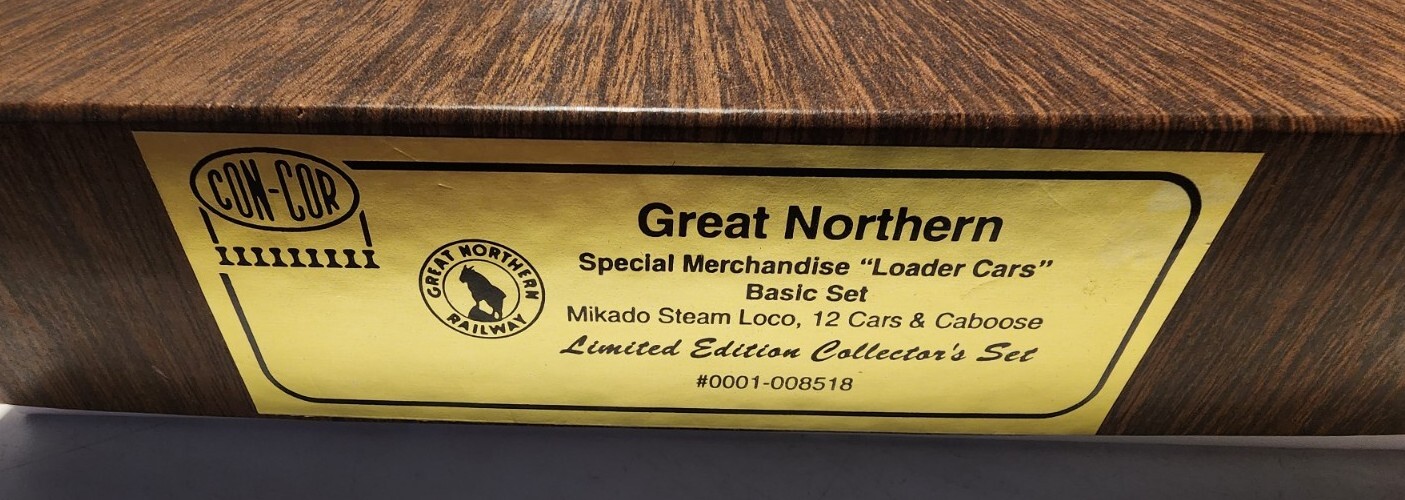 CON-COR
GREAT NORTHERN
RAILWAY
Great Northern
Special Merchandise "Loader Cars"
Basic Set
Mikado Steam Loco, 12 Cars & Caboose
Limited Edition Collector's Set
#0001-008518